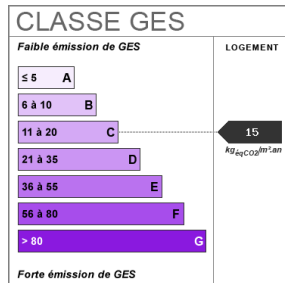 CLASSE GES
Faible émission de GES
LOGEMENT
≤ 5 A
6 à 10 B
11 à 20 C
15
kgéqCO2/m².an
21 à 35 D
36 à 55 E
56 à 80 F
> 80 G
Forte émission de GES